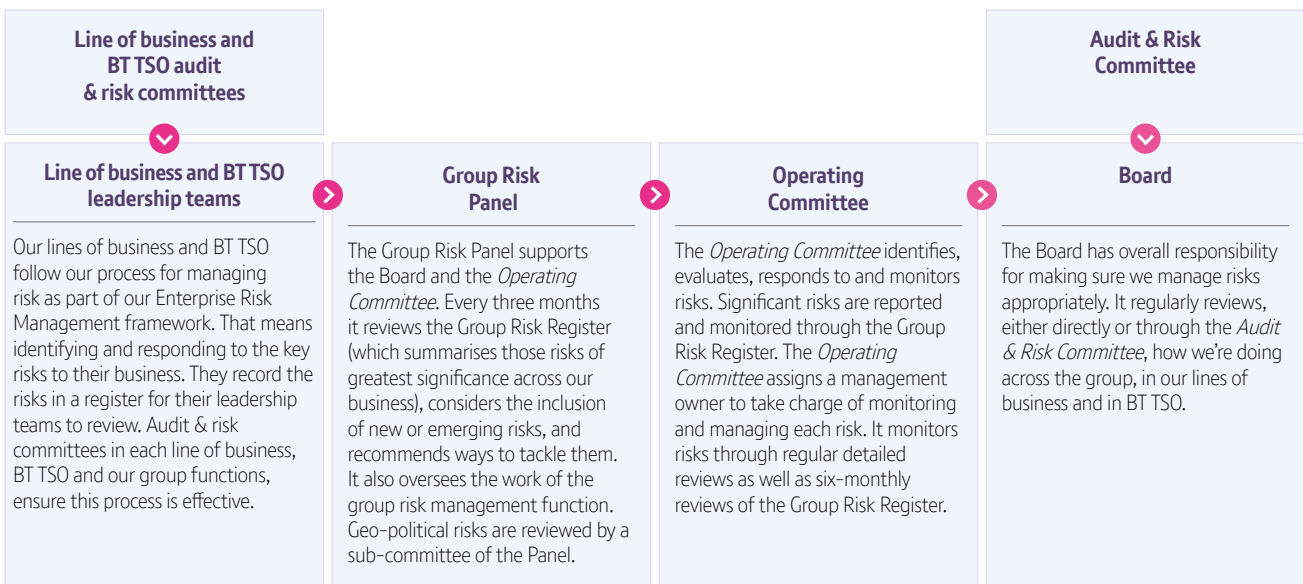 Line of business and
BT TSO audit
& risk committees
Audit & Risk
Committee
Line of business and BT TSO
leadership teams
Our lines of business and BT TSO
follow our process for managing
risk as part of our Enterprise Risk
Management framework. That means
identifying and responding to the key
risks to their business. They record the
risks in a register for their leadership
teams to review. Audit & risk
committees in each line of business,
BT TSO and our group functions,
ensure this process is effective.
Group Risk
Panel
The Group Risk Panel supports
the Board and the Operating
Committee. Every three months
it reviews the Group Risk Register
(which summarises those risks of
greatest significance across our
business), considers the inclusion
of new or emerging risks, and
recommends ways to tackle them.
It also oversees the work of the
group risk management function.
Geo-political risks are reviewed by a
sub-committee of the Panel.
Operating
Committee
The Operating Committee identifies,
evaluates, responds to and monitors
risks. Significant risks are reported
and monitored through the Group
Risk Register. The Operating
Committee assigns a management
owner to take charge of monitoring
and managing each risk. It monitors
risks through regular detailed
reviews as well as six-monthly
reviews of the Group Risk Register.
Board
The Board has overall responsibility
for making sure we manage risks
appropriately. It regularly reviews,
either directly or through the Audit
& Risk Committee, how we're doing
across the group, in our lines of
business and in BT TSO.